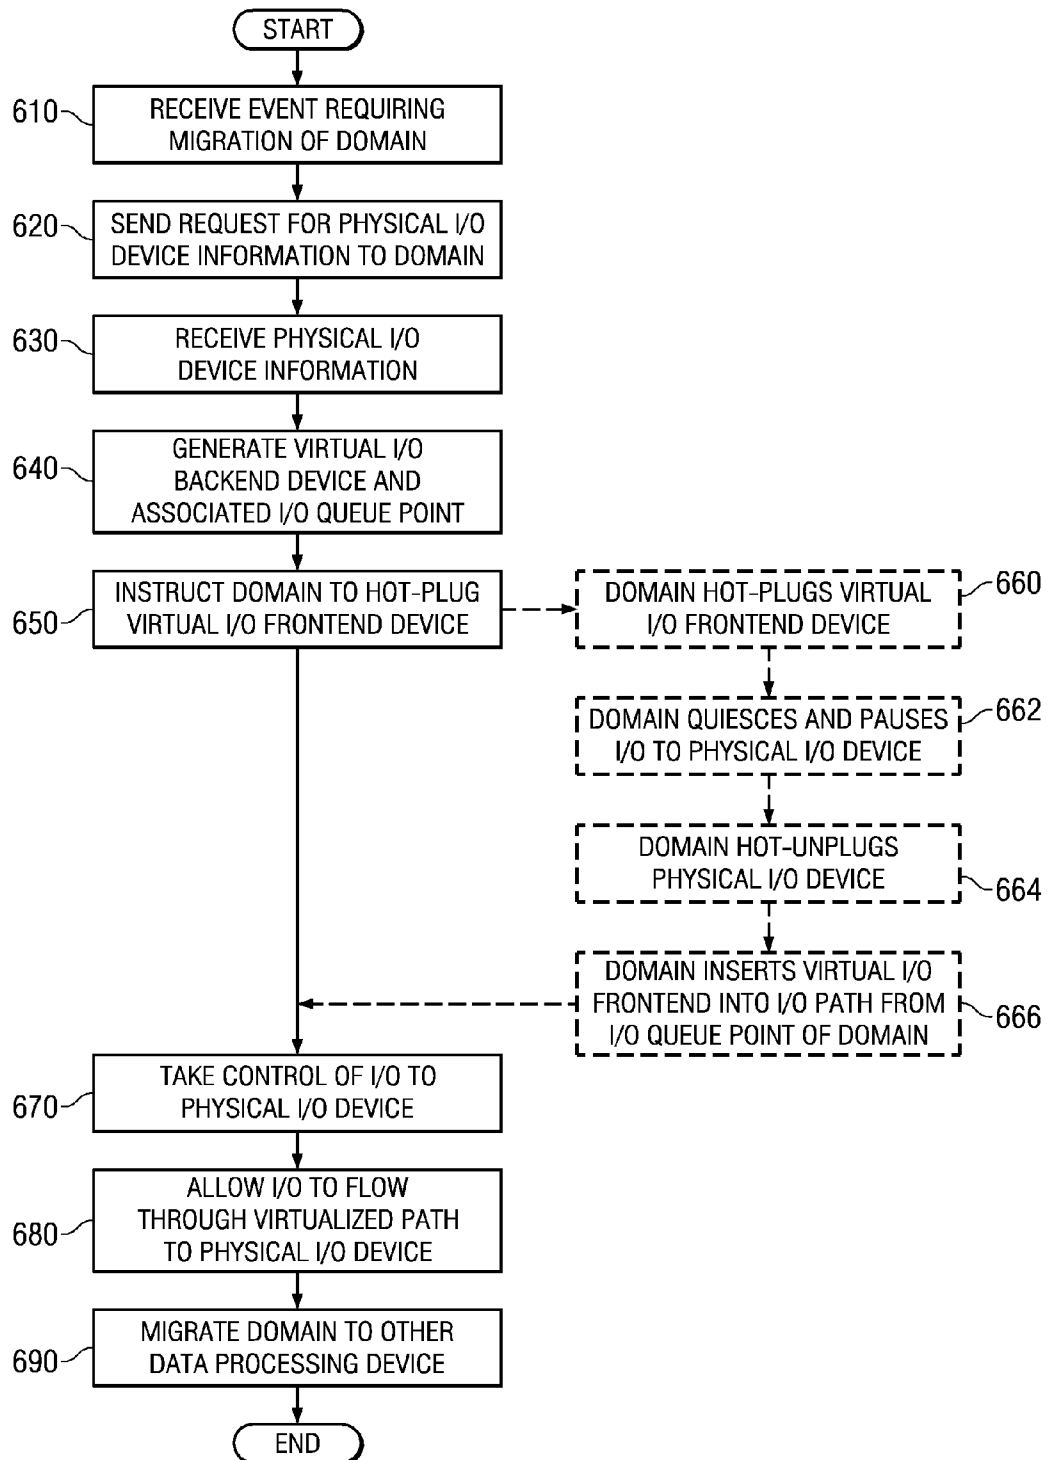 START
610
RECEIVE EVENT REQUIRING
MIGRATION OF DOMAIN
620
SEND REQUEST FOR PHYSICAL I/O
DEVICE INFORMATION TO DOMAIN
630
RECEIVE PHYSICAL I/O
DEVICE INFORMATION
640
GENERATE VIRTUAL I/O
BACKEND DEVICE AND
ASSOCIATED I/O QUEUE POINT
650
INSTRUCT DOMAIN TO HOT-PLUG
VIRTUAL I/O FRONTEND DEVICE
DOMAIN HOT-PLUGS VIRTUAL
I/O FRONTEND DEVICE
660
DOMAIN QUIESCES AND PAUSES
I/O TO PHYSICAL I/O DEVICE
662
DOMAIN HOT-UNPLUGS
PHYSICAL I/O DEVICE
664
DOMAIN INSERTS VIRTUAL I/O
FRONTEND INTO I/O PATH FROM
I/O QUEUE POINT OF DOMAIN
666
670
TAKE CONTROL OF I/O TO
PHYSICAL I/O DEVICE
680
ALLOW I/O TO FLOW
THROUGH VIRTUALIZED PATH
TO PHYSICAL I/O DEVICE
690
MIGRATE DOMAIN TO OTHER
DATA PROCESSING DEVICE
END